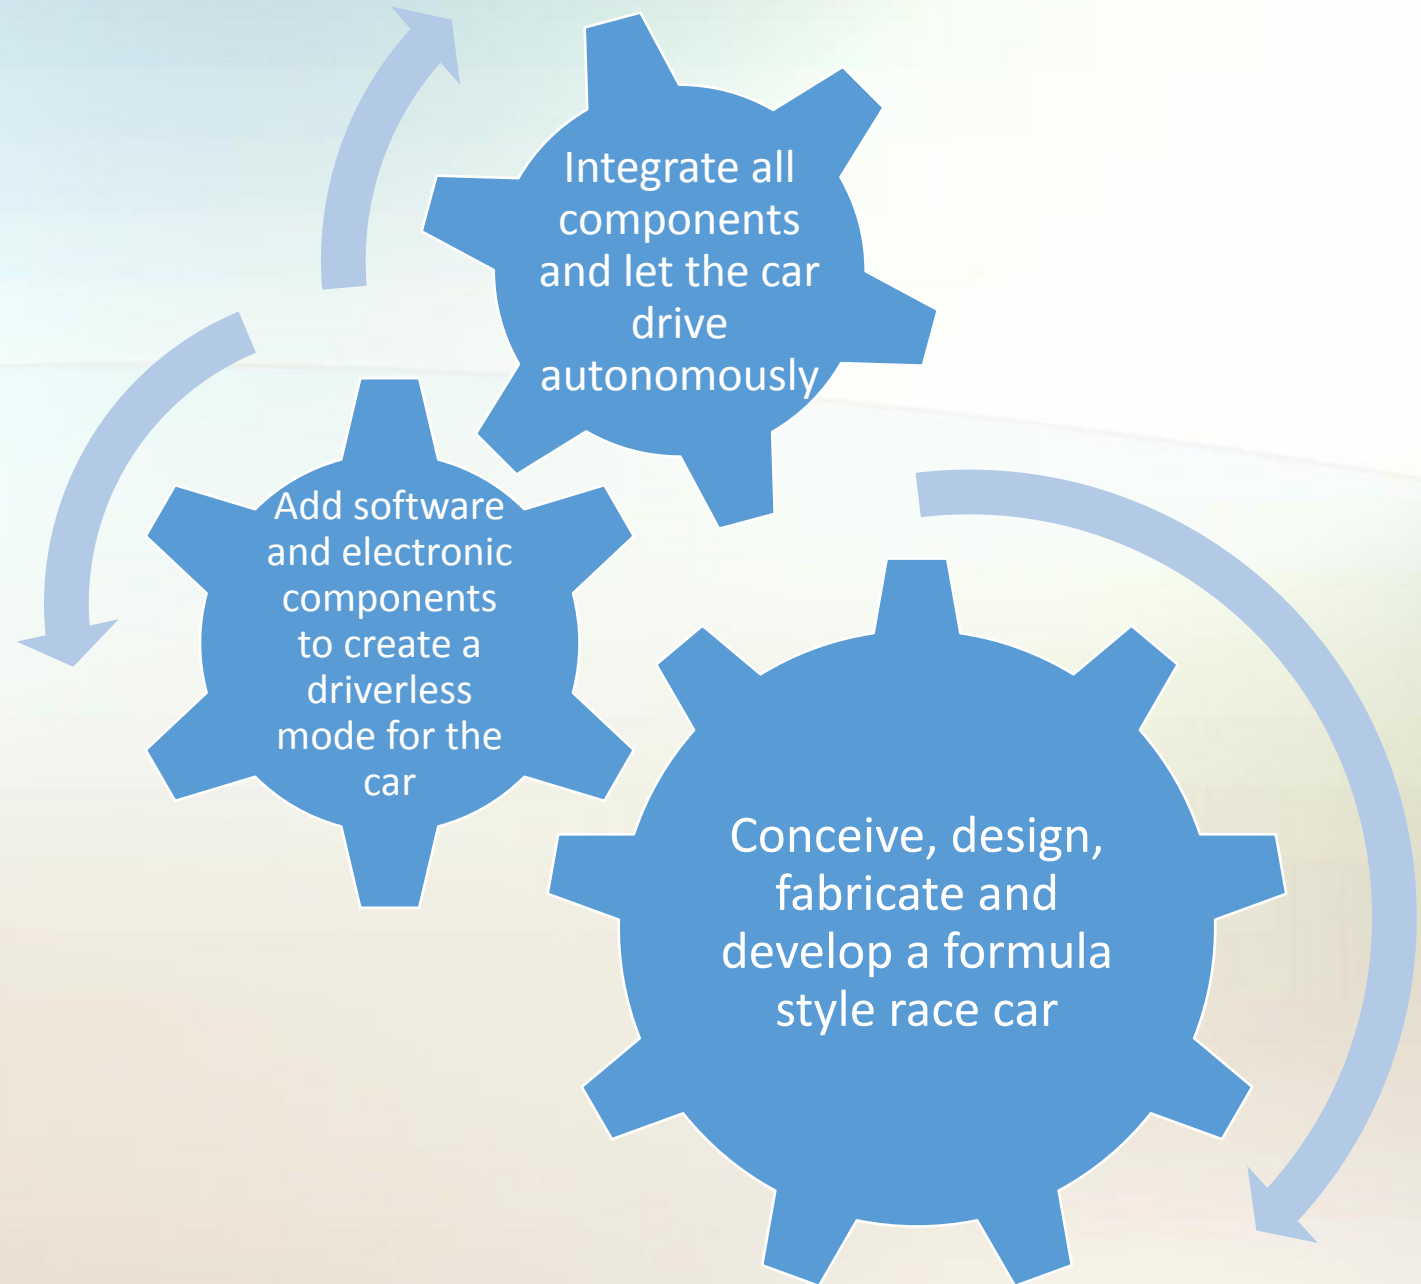 Integrate all
components
and let the car
drive
autonomously
Add software
and electronic
components
to create a
driverless
mode for the
car
Conceive, design,
fabricate and
develop a formula
style race car